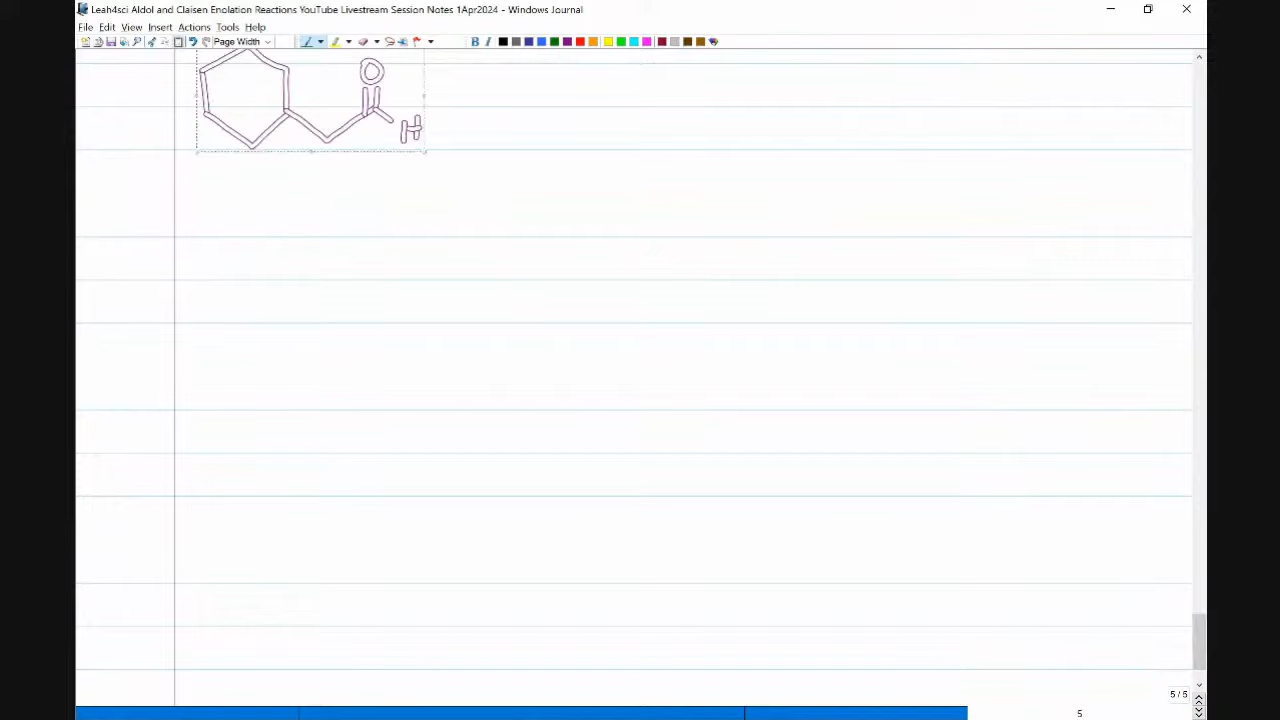 Leah4sci Aldol and Claisen Enolation Reactions YouTube Livestream Session Notes 1Apr2024 - Windows Journal
File Edit View Insert Actions Tools Help
Page Width B I
O
H
5 / 5
5